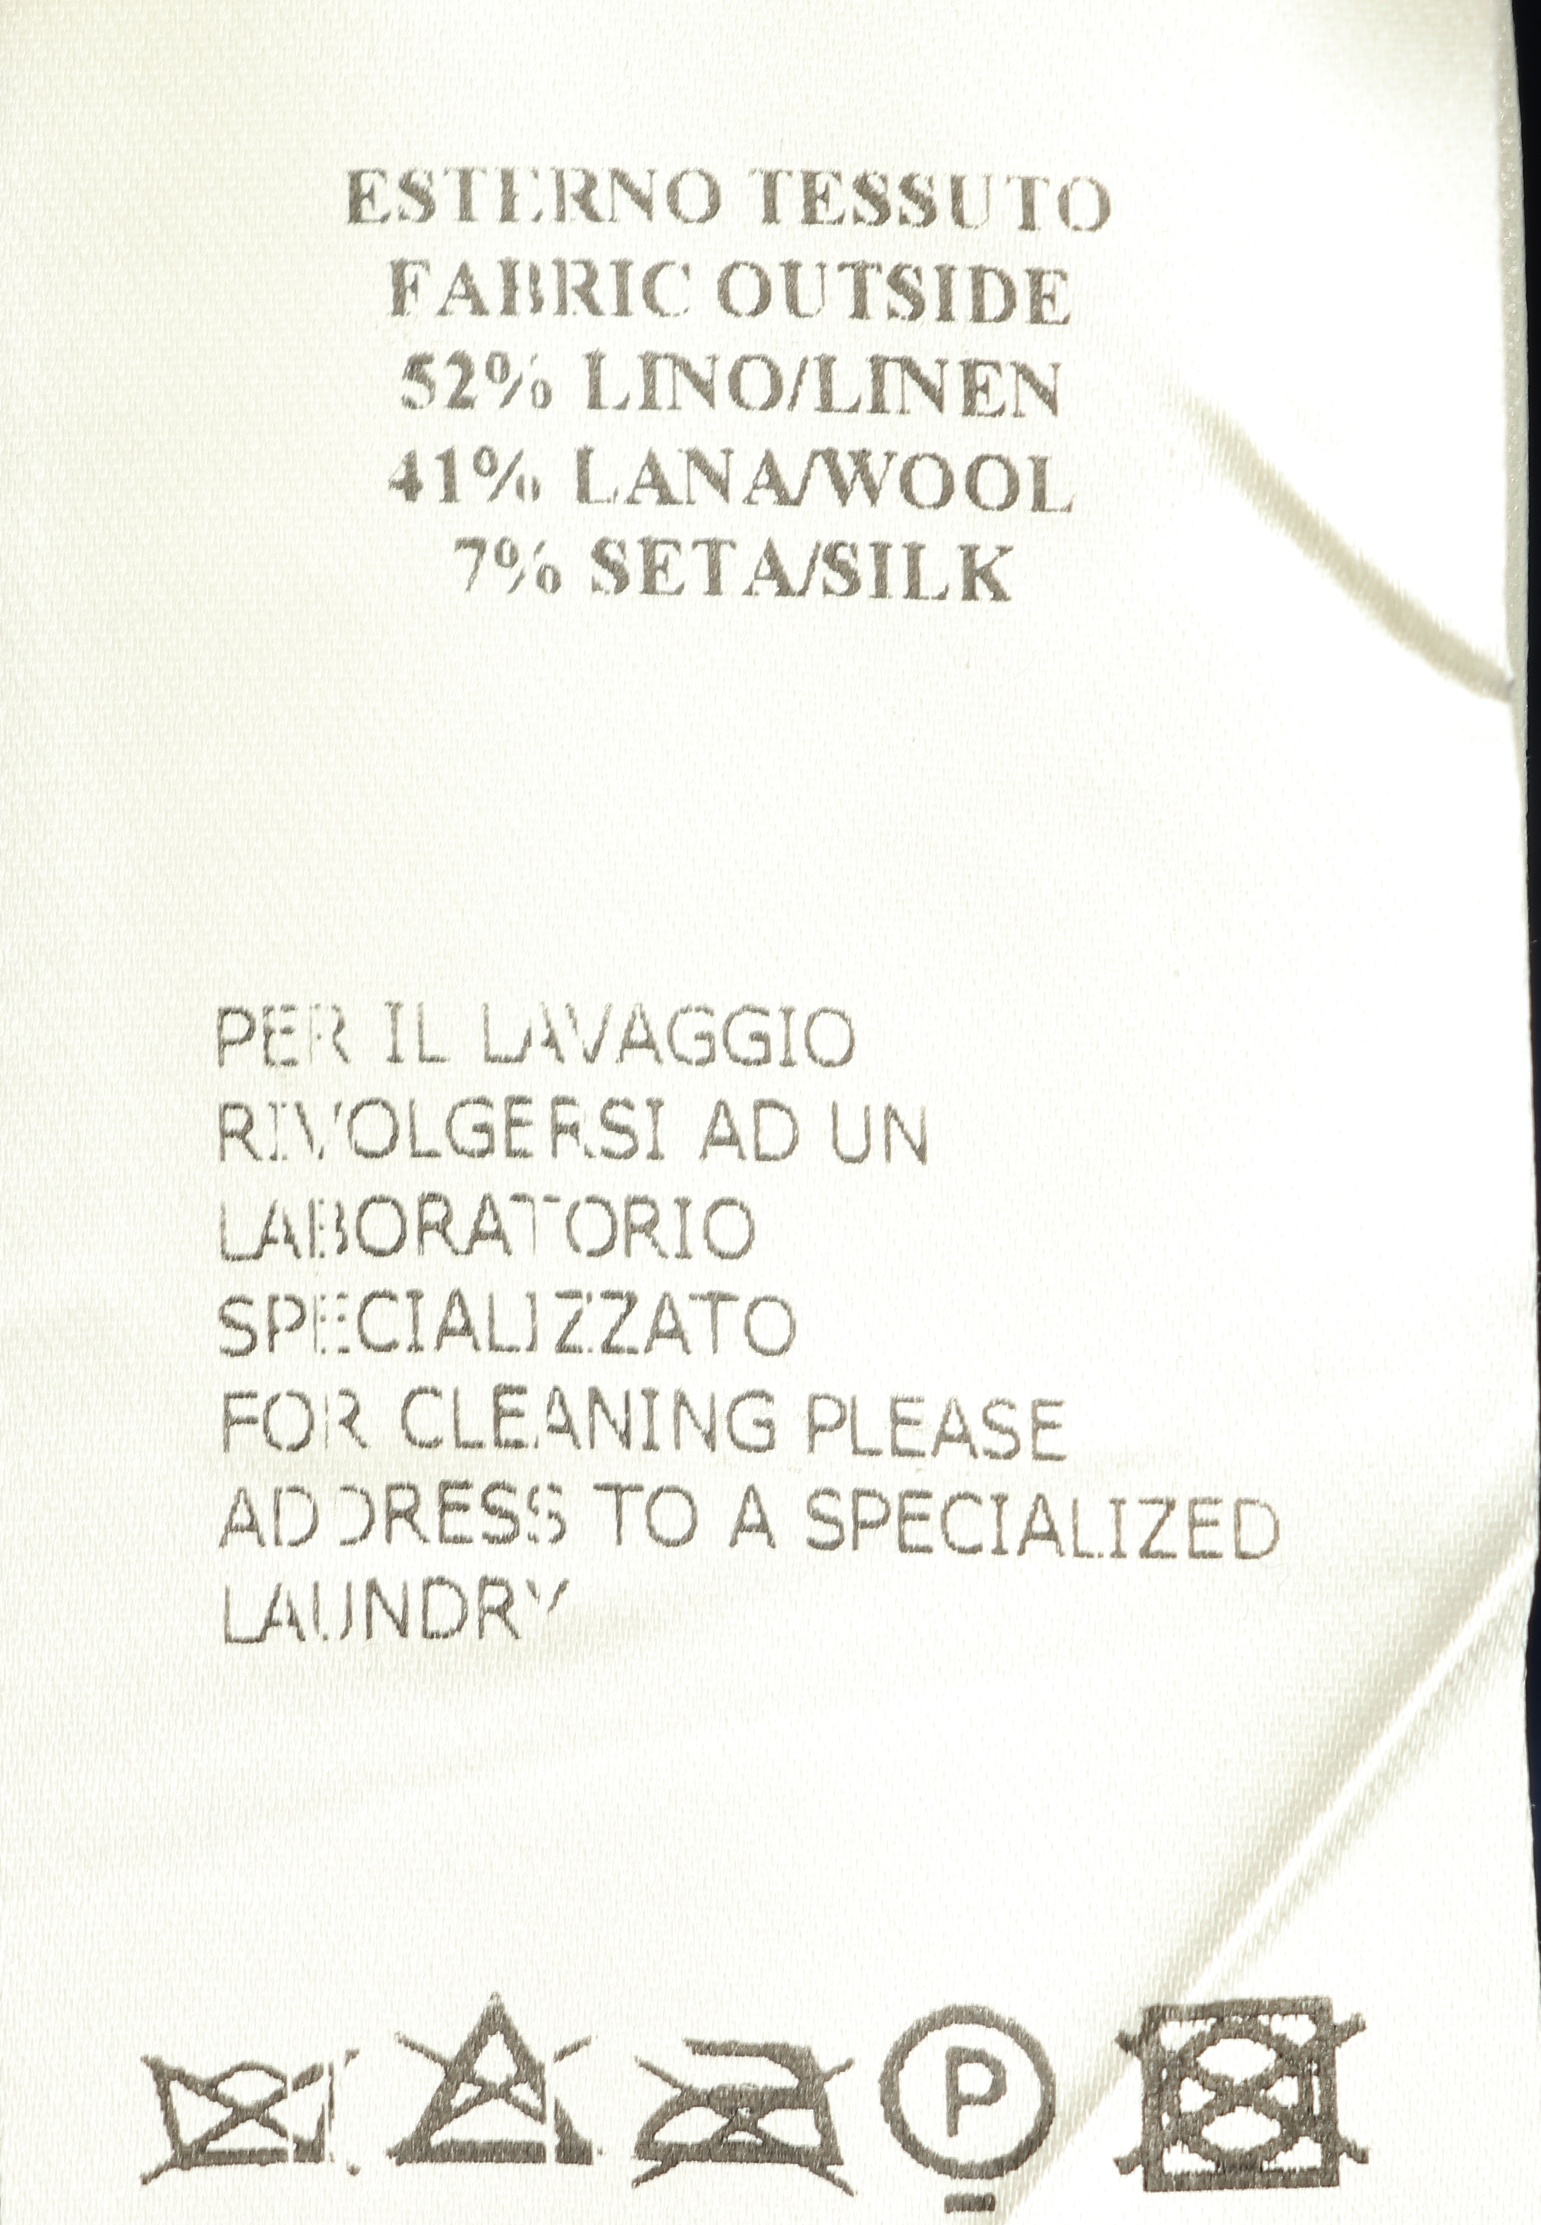 ESTERNO TESSUTO
FABRIC OUTSIDE
52% LINO/LINEN
41% LANA/WOOL
7% SETA/SILK
PER IL LAVAGGIO
RIVOLGERSI AD UN
LABORATORIO
SPECIALIZZATO
FOR CLEANING PLEASE
ADDRESS TO A SPECIALIZED
LAUNDRY
P